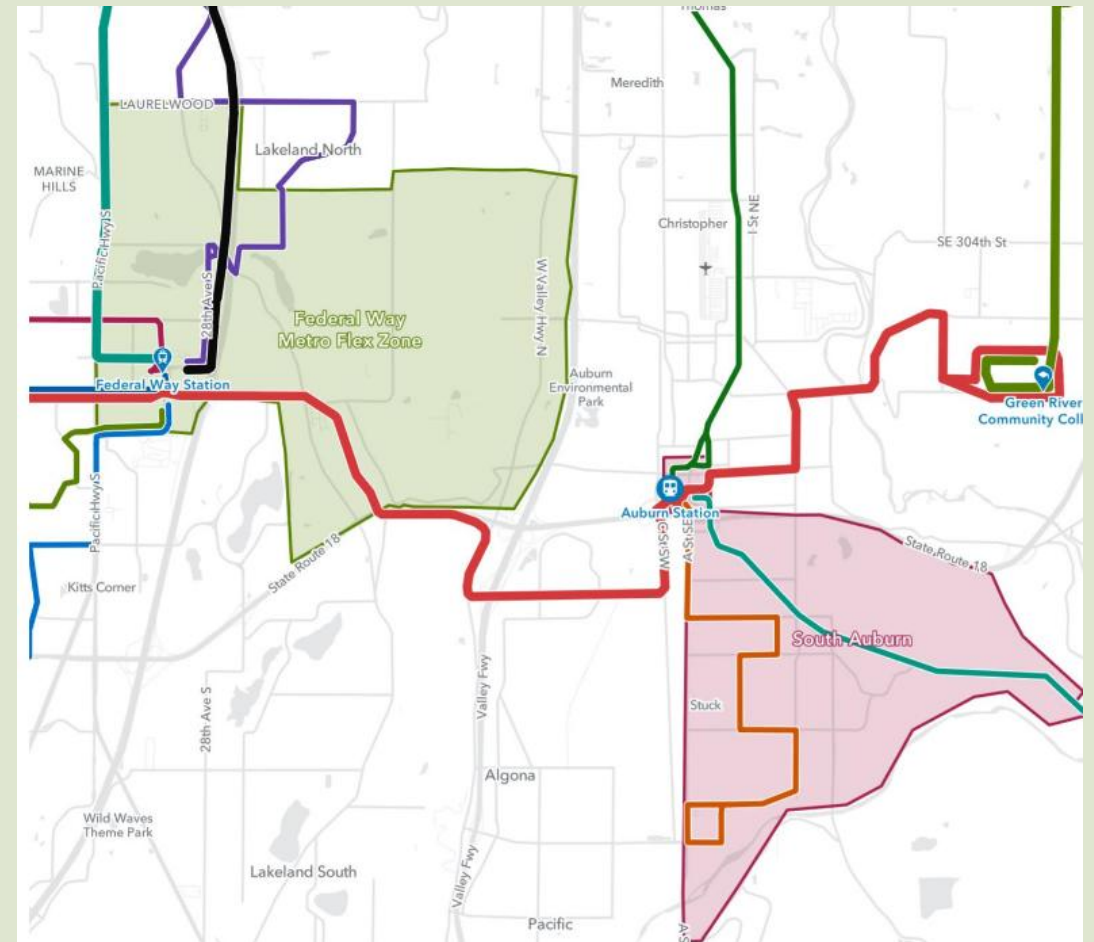 Thomas
Meredith
LAURELWOOD
Lakeland North
MARINE
HILLS
Christopher
I St NE
SE 304th St
Pacific Hwy S
28th Ave S
W Valley Hwy N
Federal Way
Metro Flex Zone
Federal Way Station
Auburn
Environmental
Park
Green River
Community Coll
Pacific Hwy S
Auburn Station
C St SW
A St SE
State Route 18
State Route 18
Kitts Corner
South Auburn
Valley Fwy
28th Ave S
Stuck
Algona
Wild Waves
Theme Park
Lakeland South
Valley Fwy
Pacific
A S